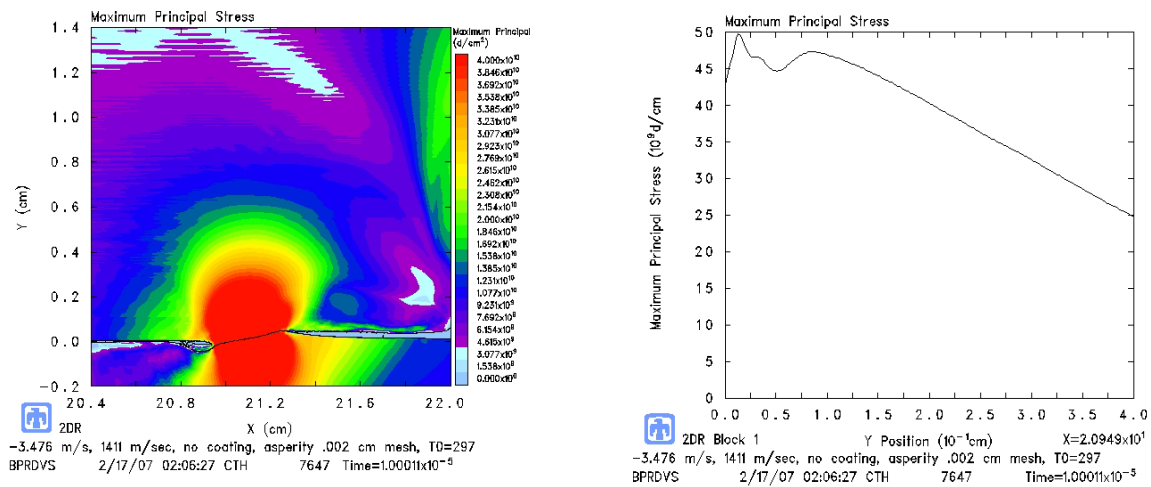 Maximum Principal Stress
Maximum Principal
(d/cm²)
4.000x10¹⁰
3.846x10¹⁰
3.692x10¹⁰
3.538x10¹⁰
3.385x10¹⁰
3.231x10¹⁰
3.077x10¹⁰
2.923x10¹⁰
2.769x10¹⁰
2.615x10¹⁰
2.462x10¹⁰
2.308x10¹⁰
2.154x10¹⁰
2.000x10¹⁰
1.846x10¹⁰
1.692x10¹⁰
1.538x10¹⁰
1.385x10¹⁰
1.231x10¹⁰
1.077x10¹⁰
9.231x10⁹
7.692x10⁹
6.154x10⁹
4.615x10⁹
3.077x10⁹
1.538x10⁹
1.4
1.2
1.0
0.8
0.6
0.4
0.2
0.0
-0.2
Y (cm)
20.4 20.8 21.2 21.6 22.0
X (cm)
2DR
-3.476 m/s, 1411 m/sec, no coating, asperity .002 cm mesh, T0=297
BPRDVS 2/17/07 02:06:27 CTH 7647 Time=1.00011x10⁻⁵
Maximum Principal Stress
50
45
40
35
30
25
20
15
10
5
0
Maximum Principal Stress (10⁹d/cm
0.0 0.5 1.0 1.5 2.0 2.5 3.0 3.5 4.0
2DR Block 1 Y Position (10⁻¹cm) X=2.0949x10¹
-3.476 m/s, 1411 m/sec, no coating, asperity .002 cm mesh, T0=297
BPRDVS 2/17/07 02:06:27 CTH 7647 Time=1.00011x10⁻⁵